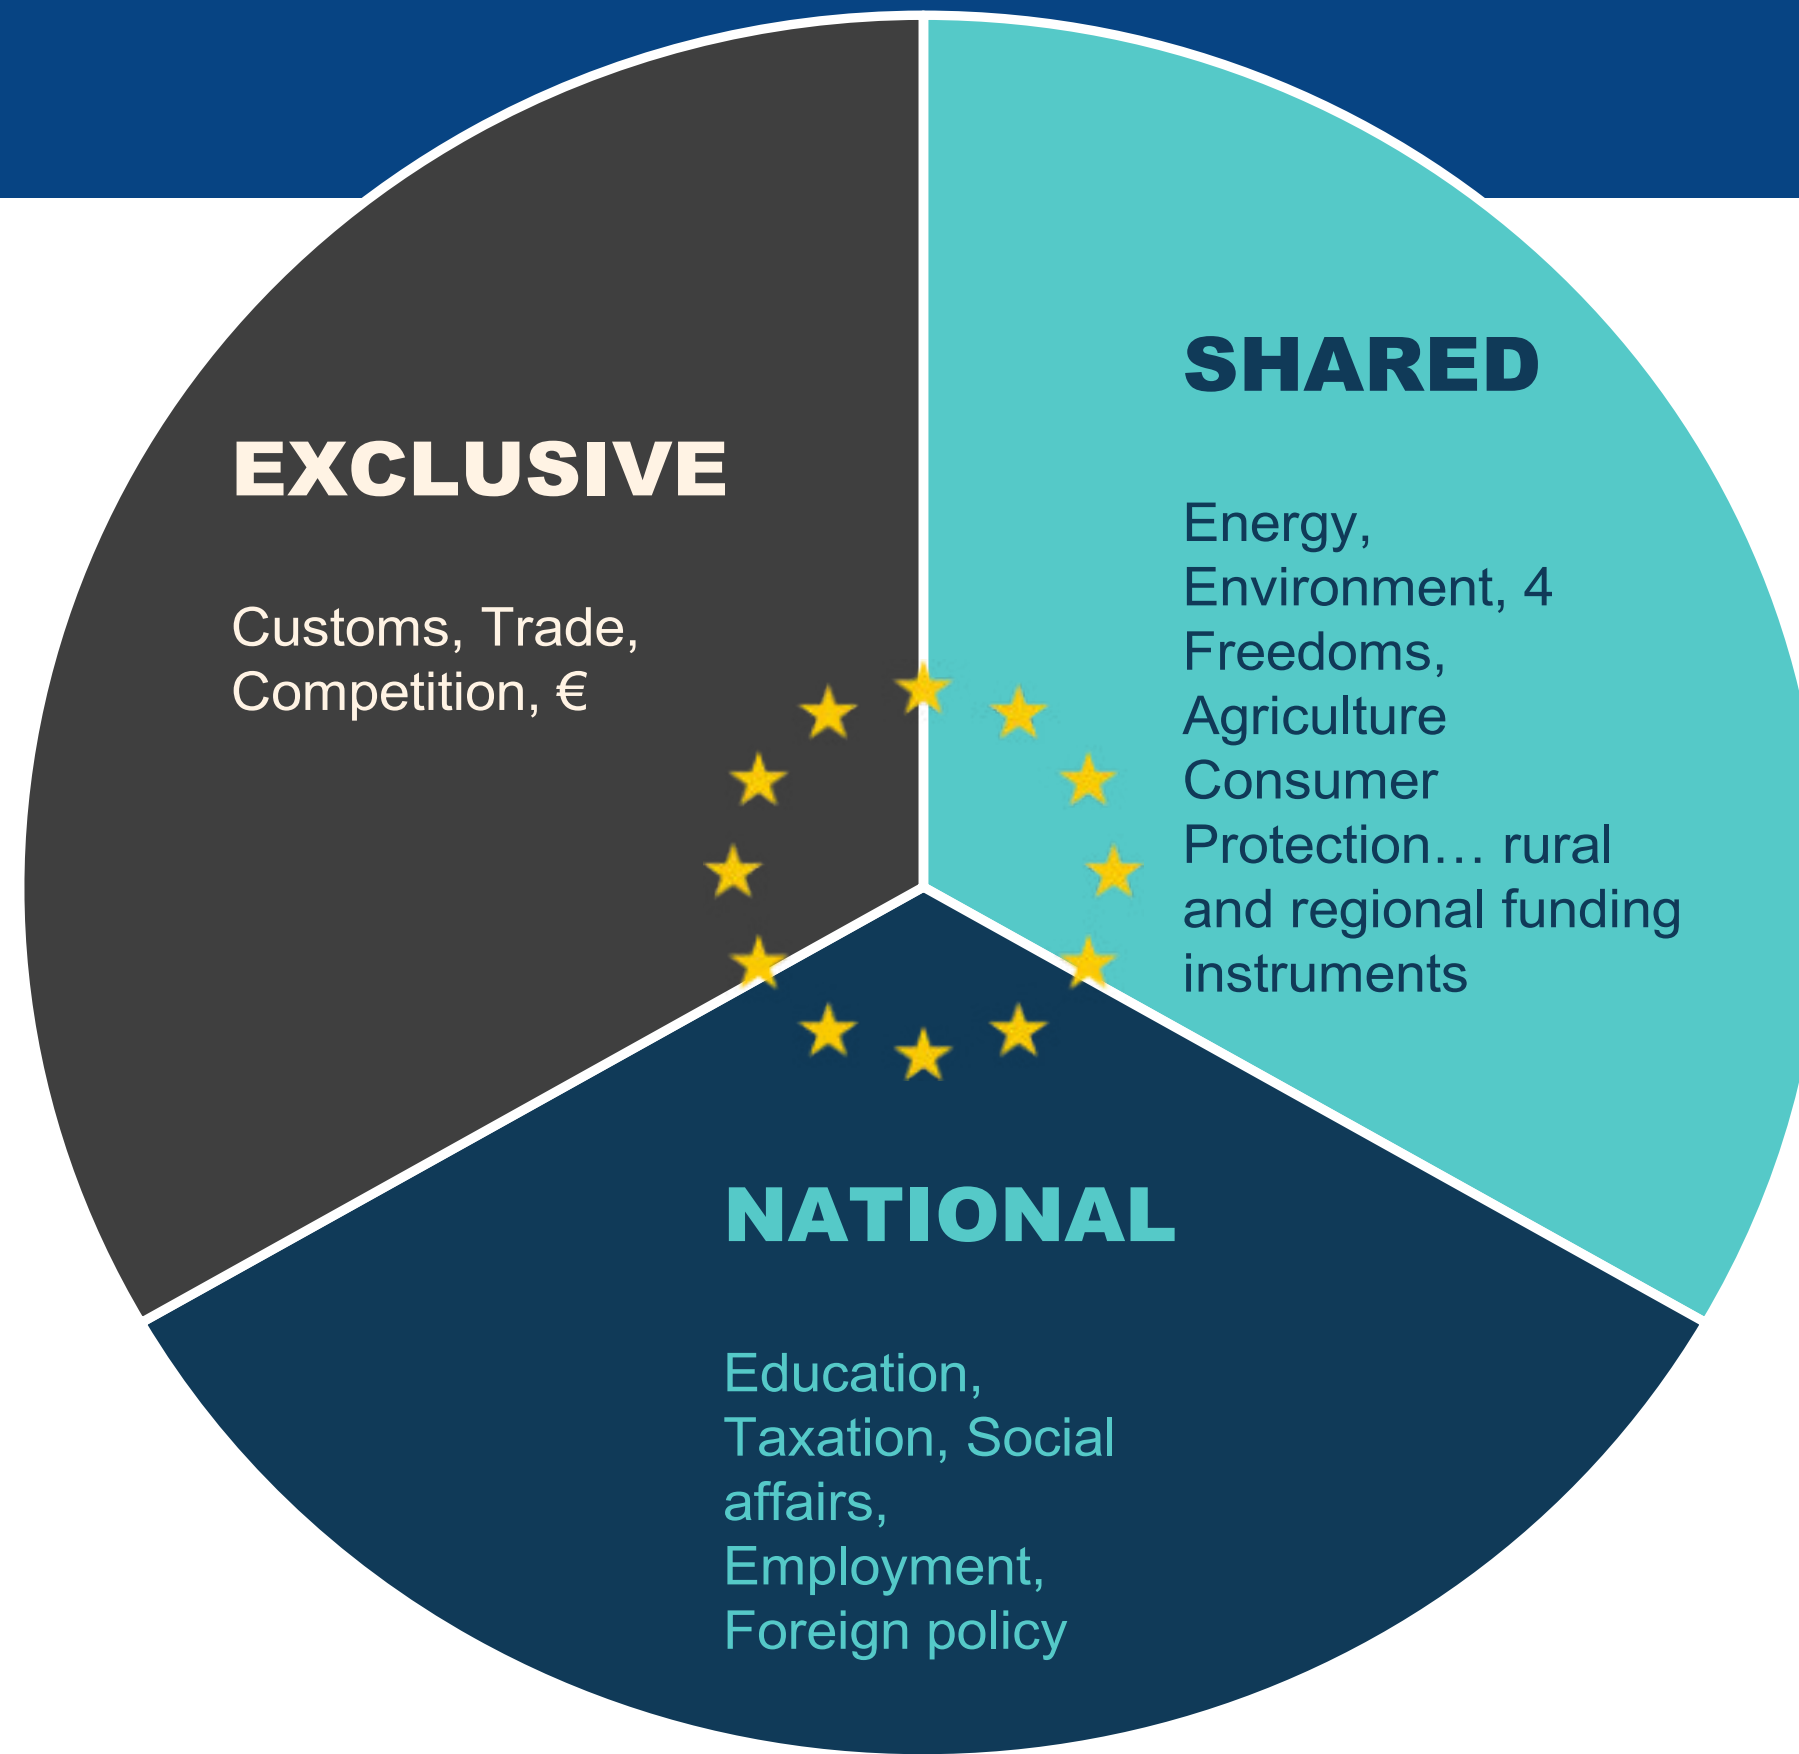 EXCLUSIVE
Customs, Trade,
Competition, €
SHARED
Energy,
Environment, 4
Freedoms,
Agriculture
Consumer
Protection… rural
and regional funding
instruments
NATIONAL
Education,
Taxation, Social
affairs,
Employment,
Foreign policy